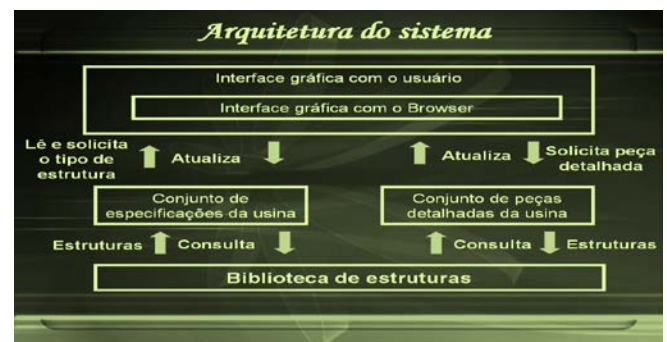 Arquitetura do sistema
Interface gráfica com o usuário
Interface gráfica com o Browser
Lê e solicita
o tipo de
estrutura
Atualiza
Atualiza
Solicita peça
detalhada
Conjunto de
especificações da usina
Conjunto de peças
detalhadas da usina
Estruturas
Consulta
Consulta
Estruturas
Biblioteca de estruturas